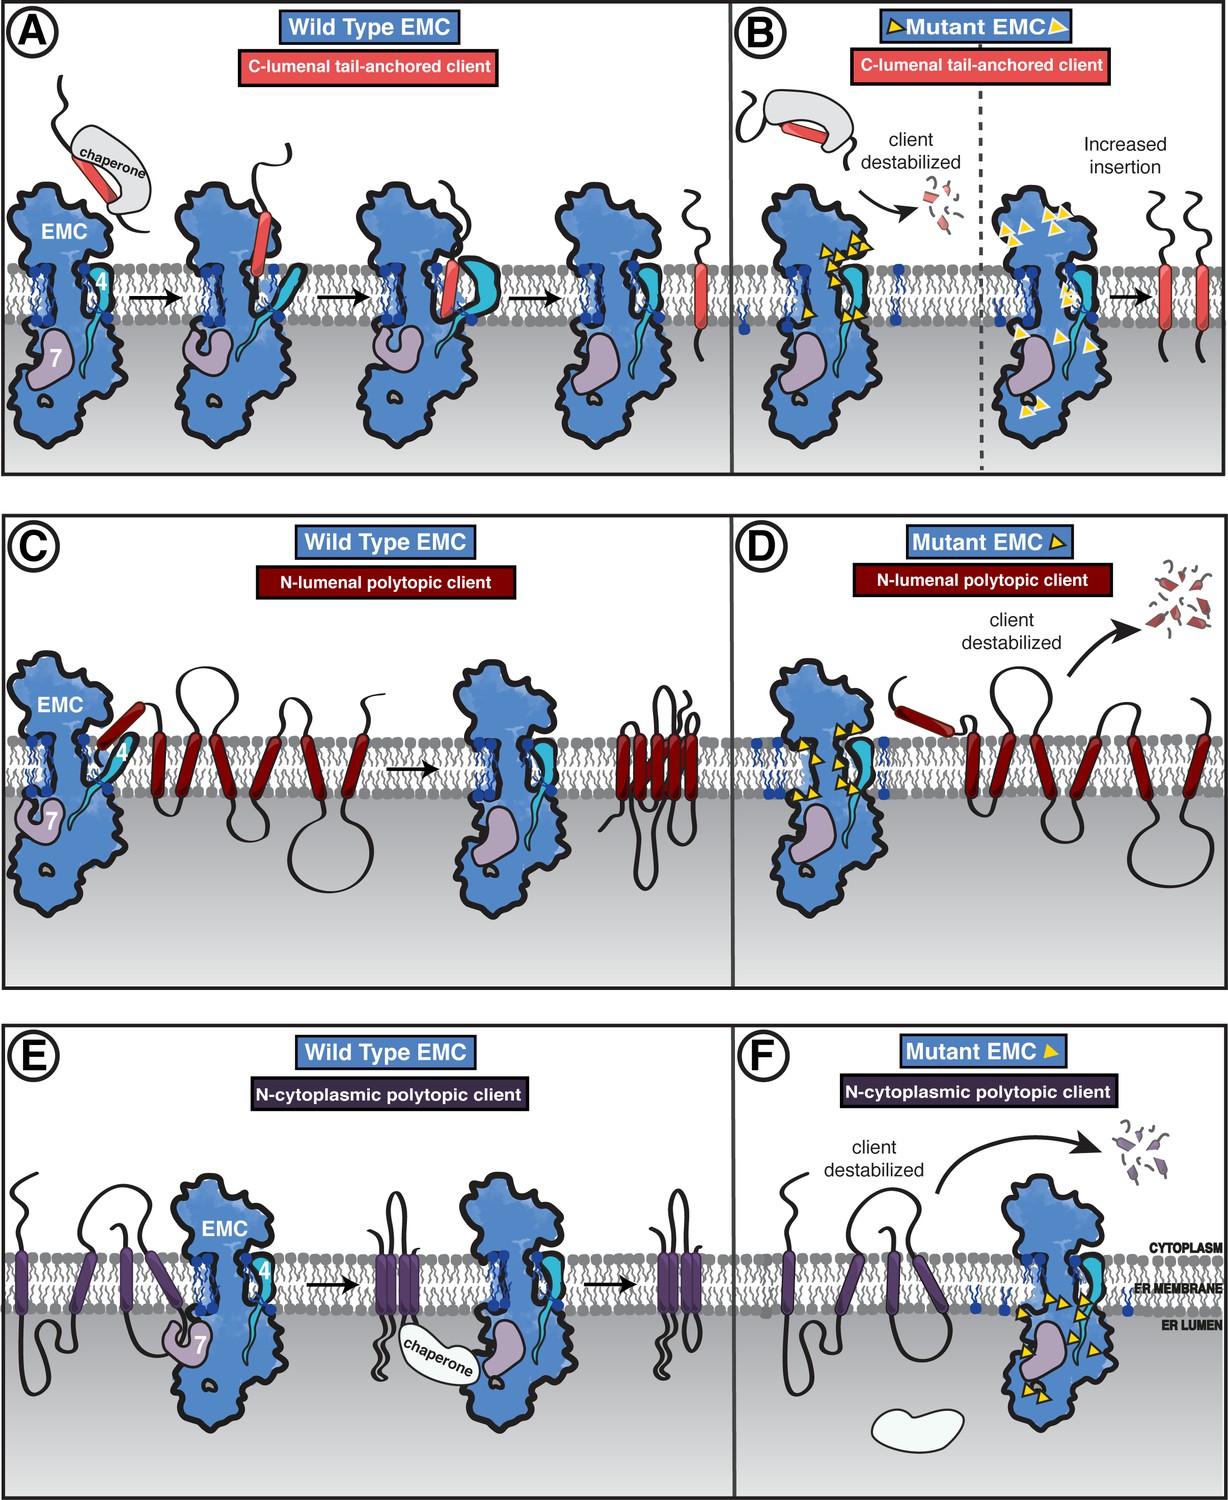 A
Wild Type EMC
C-lumenal tail-anchored client
chaperone
EMC
4
7
B
Mutant EMC
C-lumenal tail-anchored client
client
destabilized
Increased
insertion
C
Wild Type EMC
N-lumenal polytopic client
EMC
4
7
D
Mutant EMC
N-lumenal polytopic client
client
destabilized
E
Wild Type EMC
N-cytoplasmic polytopic client
EMC
4
7
chaperone
F
Mutant EMC
N-cytoplasmic polytopic client
client
destabilized
CYTOPLASM
ER MEMBRANE
ER LUMEN